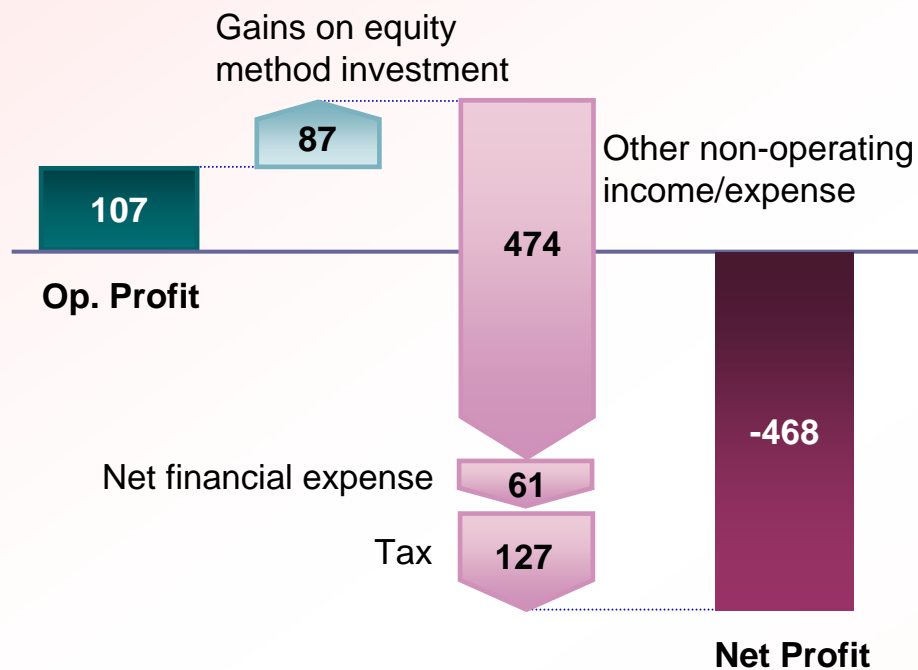 Gains on equity
method investment
87
Other non-operating
income/expense
107
474
Op. Profit
-468
Net financial expense
61
Tax
127
Net Profit